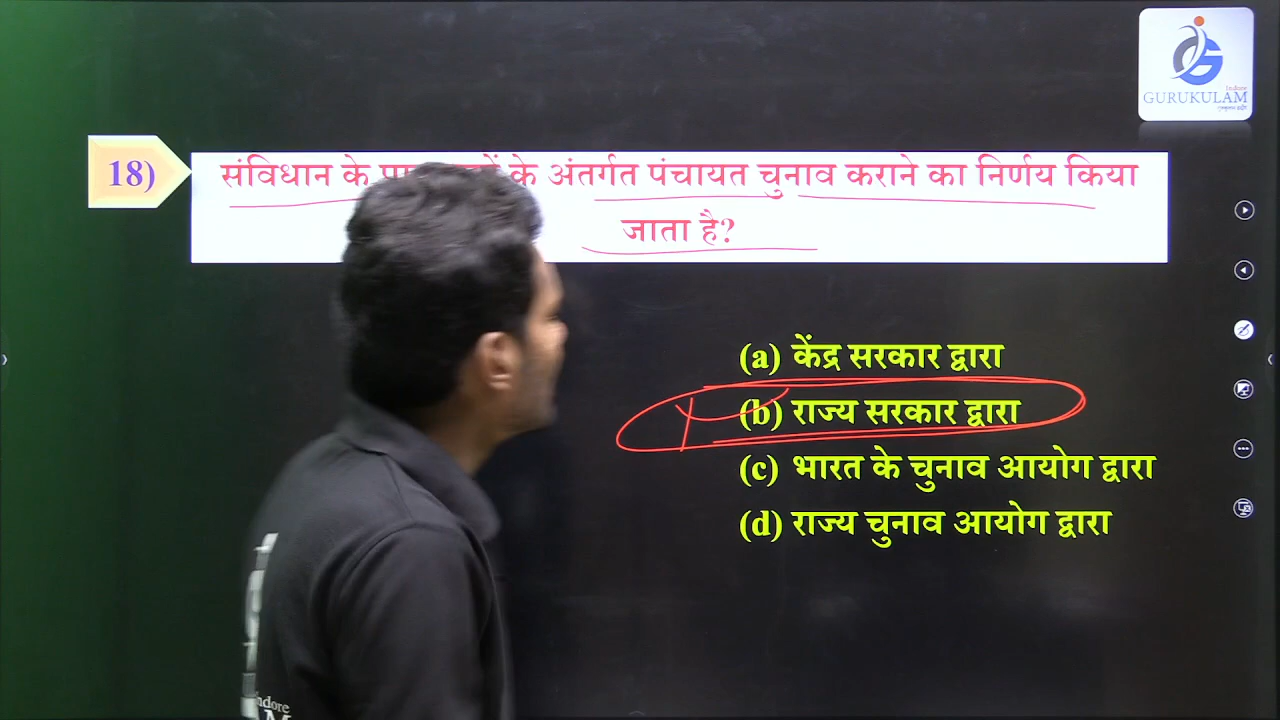 18)
संविधान के के अंतर्गत पंचायत चुनाव कराने का निर्णय किया
जाता है?
(a) केंद्र सरकार द्वारा
(b) राज्य सरकार द्वारा
(c) भारत के चुनाव आयोग द्वारा
(d) राज्य चुनाव आयोग द्वारा
Indore
GURUKULAM